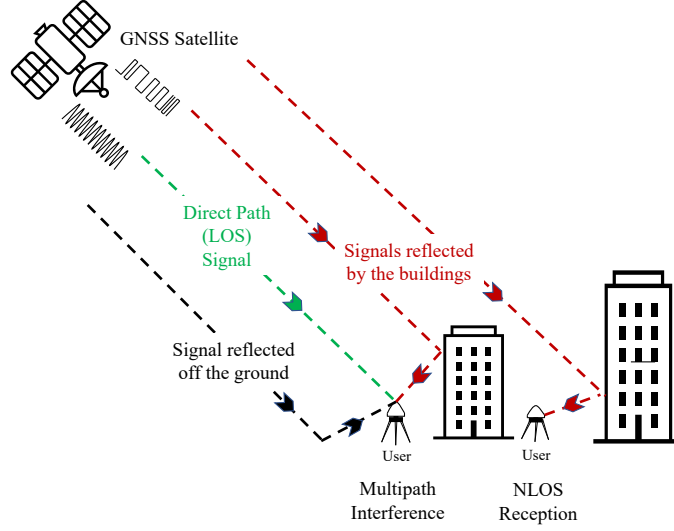 GNSS Satellite
Direct Path
(LOS)
Signal
Signals reflected
by the buildings
Signal reflected
off the ground
User
User
Multipath
Interference
NLOS
Reception